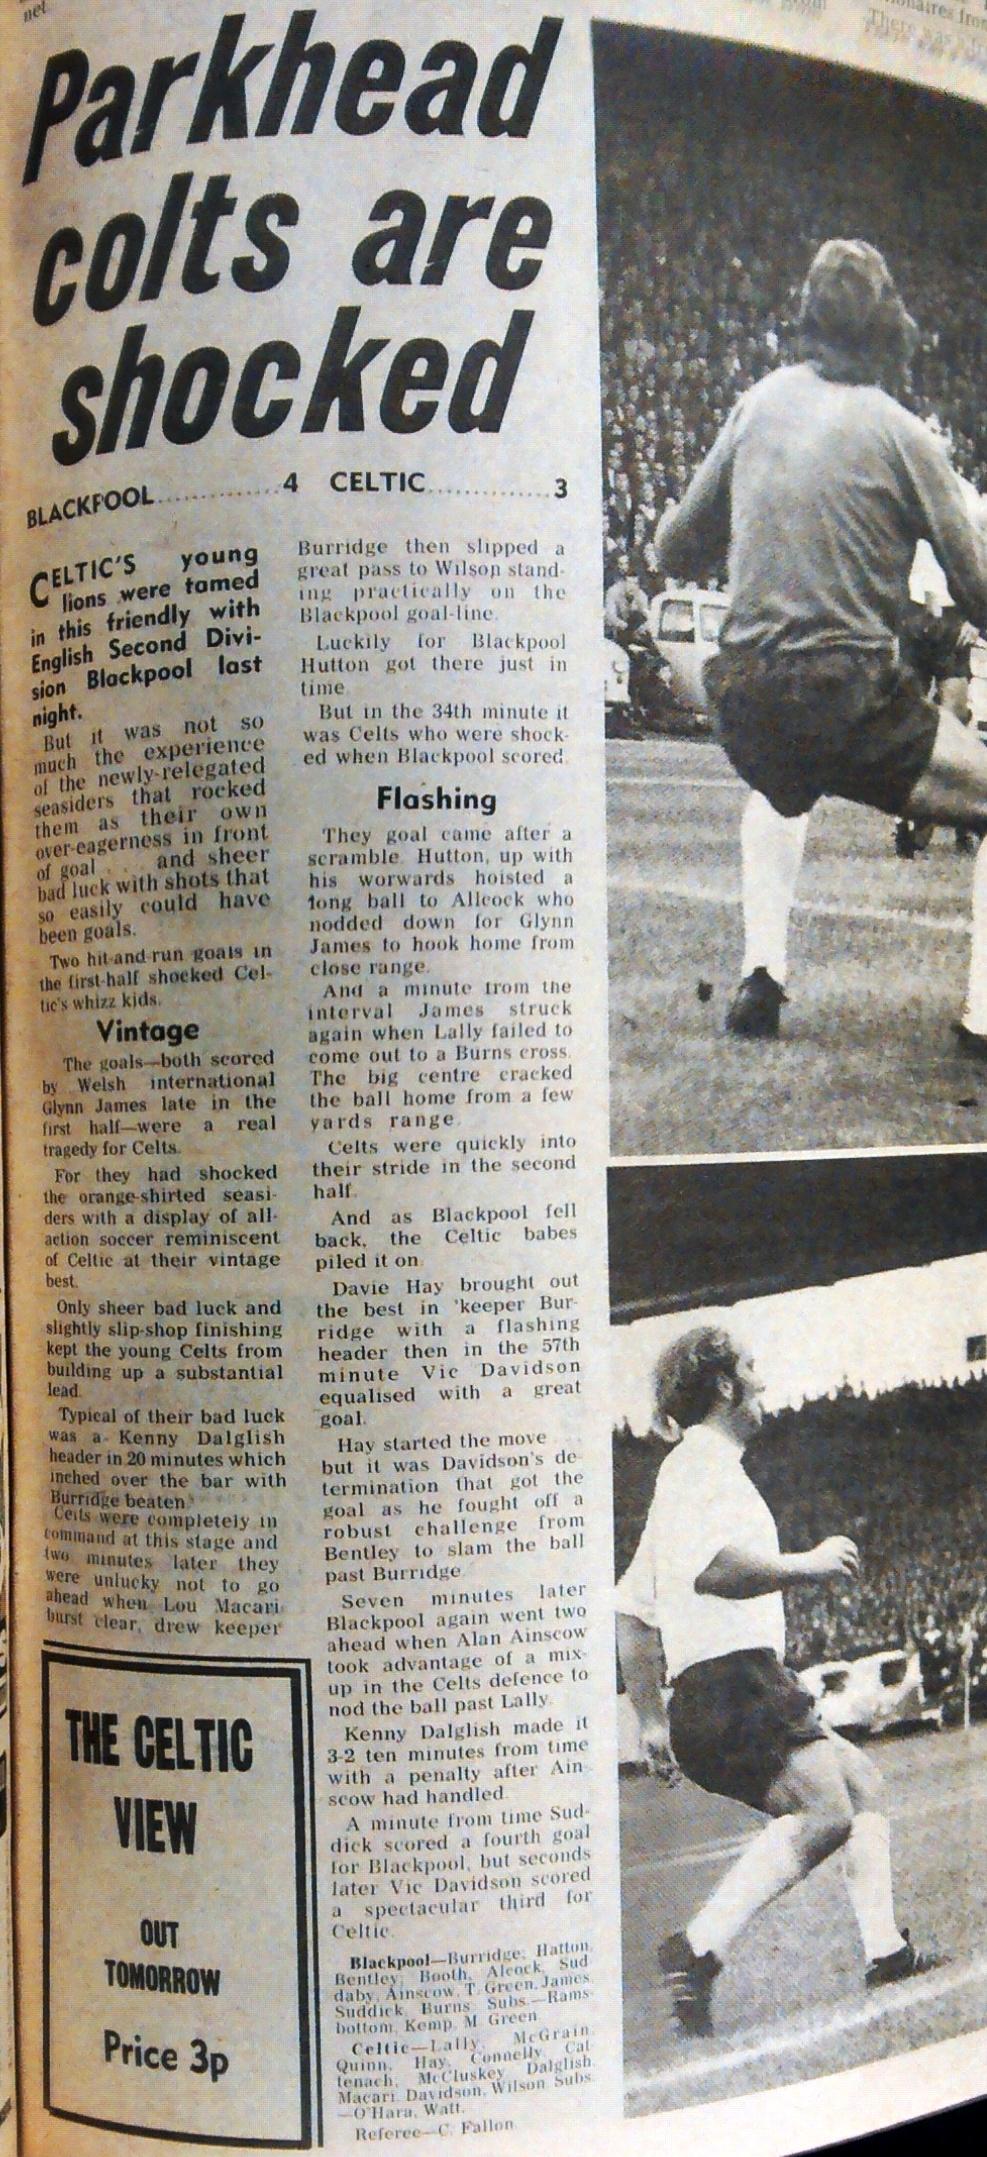 net
Parkhead
colts are
shocked
BLACKPOOL..............4 CELTIC..............3
CELTIC'S young
lions were tamed
in this friendly with
English Second Divi-
sion Blackpool last
night.
But it was not so
much the experience
of the newly-relegated
seasiders that rocked
them as their own
over-eagerness in front
of goal . . . and sheer
bad luck with shots that
so easily could have
been goals.
Two hit-and-run goals in
the first-half shocked Cel-
tic's whizz kids.
Vintage
The goals—both scored
by Welsh international
Glynn James late in the
first half—were a real
tragedy for Celts.
For they had shocked
the orange-shirted seasi-
ders with a display of all-
action soccer reminiscent
of Celtic at their vintage
best.
Only sheer bad luck and
slightly slip-shop finishing
kept the young Celts from
building up a substantial
lead.
Typical of their bad luck
was a Kenny Dalglish
header in 20 minutes which
inched over the bar with
Burridge beaten.
Celts were completely in
command at this stage and
two minutes later they
were unlucky not to go
ahead when Lou Macari
burst clear, drew keeper
Burridge then slipped a
great pass to Wilson stand-
ing practically on the
Blackpool goal-line.
Luckily for Blackpool
Hutton got there just in
time.
But in the 34th minute it
was Celts who were shock-
ed when Blackpool scored.
Flashing
They goal came after a
scramble. Hutton, up with
his worwards hoisted a
long ball to Allcock who
nodded down for Glynn
James to hook home from
close range.
And a minute from the
interval James struck
again when Lally failed to
come out to a Burns cross.
The big centre cracked
the ball home from a few
yards range.
Celts were quickly into
their stride in the second
half.
And as Blackpool fell
back, the Celtic babes
piled it on.
Davie Hay brought out
the best in 'keeper Bur-
ridge with a flashing
header then in the 57th
minute Vic Davidson
equalised with a great
goal.
Hay started the move
but it was Davidson's de-
termination that got the
goal as he fought off a
robust challenge from
Bentley to slam the ball
past Burridge.
Seven minutes later
Blackpool again went two
ahead when Alan Ainscow
took advantage of a mix-
up in the Celts defence to
nod the ball past Lally.
Kenny Dalglish made it
3-2 ten minutes from time
with a penalty after Ain-
scow had handled.
A minute from time Sud-
dick scored a fourth goal
for Blackpool, but seconds
later Vic Davidson scored
a spectacular third for
Celtic.
Blackpool—Burridge, Hatton,
Bentley, Booth, Alcock, Sud
daby, Ainscow, T. Green, James,
Suddick, Burns. Subs.—Rams-
bottom, Kemp, M. Green.
Celtic—Lally, McGrain,
Quinn, Hay, Connelly, Cat-
tenach, McCluskey, Dalglish,
Macari, Davidson, Wilson. Subs.
—O'Hara, Watt.
Referee—C. Fallon.
THE CELTIC
VIEW
OUT
TOMORROW
Price 3p
There was